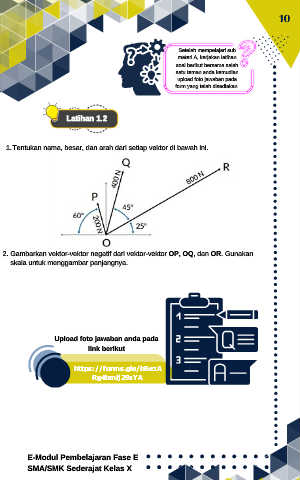 10
Setelah mempelajari sub
materi A, kerjakan latihan
soal berikut bersama salah
satu teman anda kemudian
upload foto jawaban pada
form yang telah disediakan
Latihan 1.2
1. Tentukan nama, besar, dan arah dari setiap vektor di bawah ini.
Q
R
400 N
800 N
P
200 N
60°
45°
25°
O
2. Gambarkan vektor-vektor negatif dari vektor-vektor OP, OQ, dan OR. Gunakan
skala untuk menggambar panjangnya.
1
2
3
Q
A
Upload foto jawaban anda pada
link berikut
E-Modul Pembelajaran Fase E
SMA/SMK Sederajat Kelas X